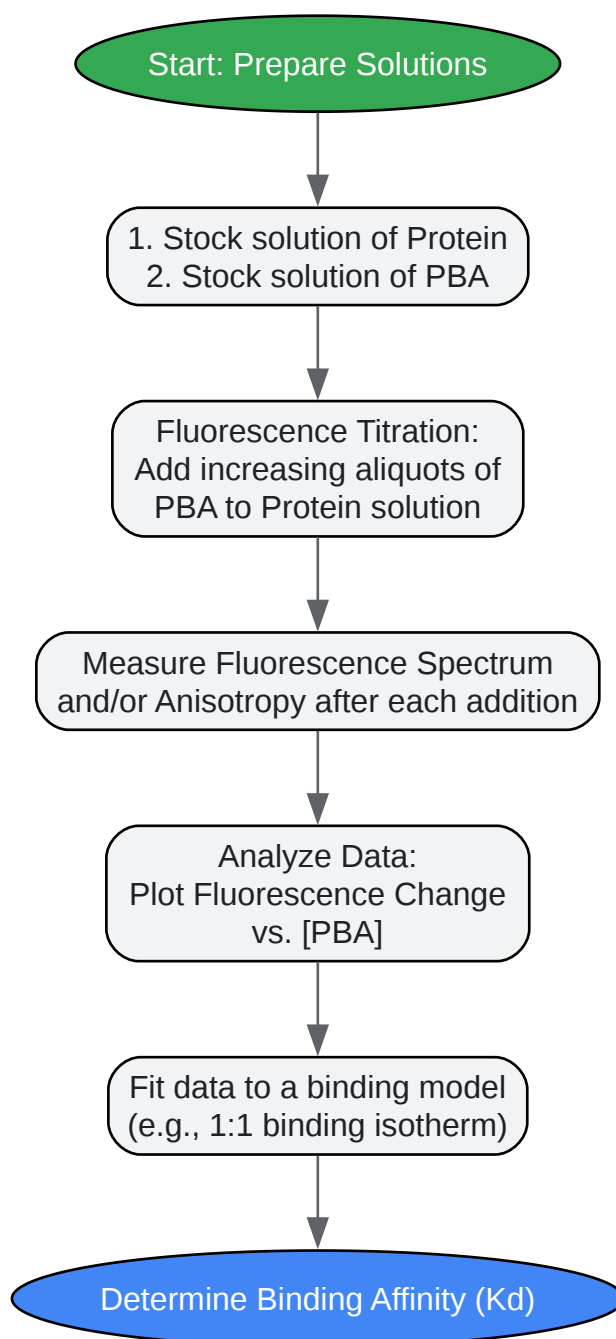 Start: Prepare Solutions
1. Stock solution of Protein
2. Stock solution of PBA
Fluorescence Titration:
Add increasing aliquots of
PBA to Protein solution
Measure Fluorescence Spectrum
and/or Anisotropy after each addition
Analyze Data:
Plot Fluorescence Change
vs. [PBA]
Fit data to a binding model
(e.g., 1:1 binding isotherm)
Determine Binding Affinity (Kd)